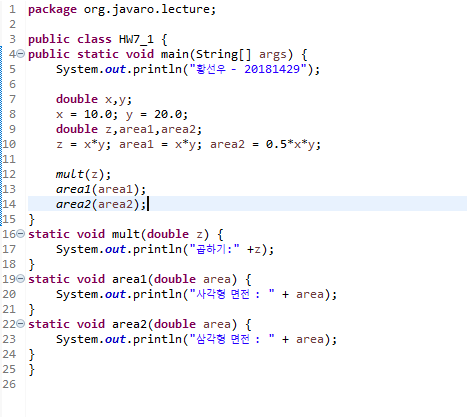 1 package org.javaro.lecture;
2
3 public class HW7_1 {
4 public static void main(String[] args) {
5 System.out.println("황선우 - 20181429");
6
7 double x,y;
8 x = 10.0; y = 20.0;
9 double z,area1,area2;
10 z = x*y; area1 = x*y; area2 = 0.5*x*y;
11
12 mult(z);
13 area1(area1);
14 area2(area2);
15 }
16 static void mult(double z) {
17 System.out.println("곱하기:" +z);
18 }
19 static void area1(double area) {
20 System.out.println("사각형 면전 : " + area);
21 }
22 static void area2(double area) {
23 System.out.println("삼각형 면전 : " + area);
24 }
25 }
26